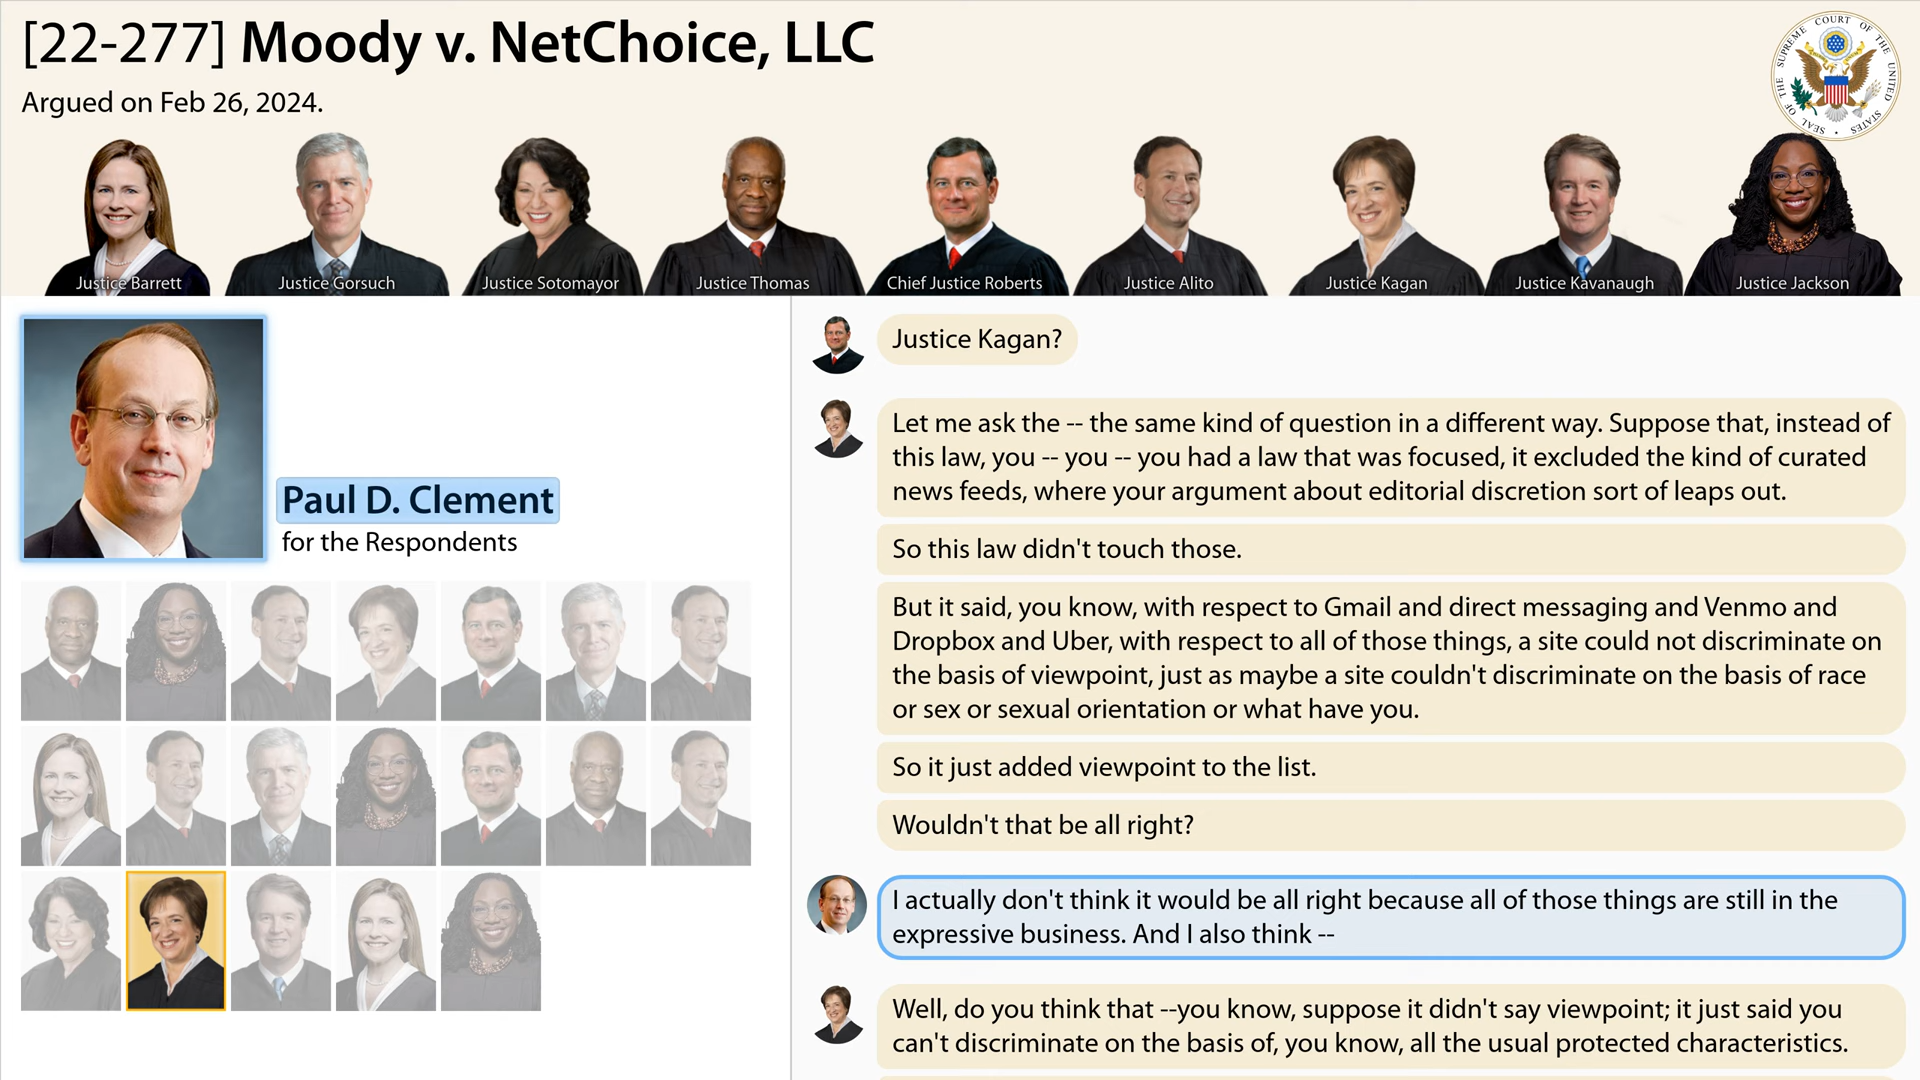 [22-277] Moody v. NetChoice, LLC
Argued on Feb 26, 2024.
SEAL OF THE SUPREME COURT OF THE UNITED STATES
Justice Barrett
Justice Gorsuch
Justice Sotomayor
Justice Thomas
Chief Justice Roberts
Justice Alito
Justice Kagan
Justice Kavanaugh
Justice Jackson
Paul D. Clement
for the Respondents
Justice Kagan?
Let me ask the -- the same kind of question in a different way. Suppose that, instead of
this law, you -- you -- you had a law that was focused, it excluded the kind of curated
news feeds, where your argument about editorial discretion sort of leaps out.
So this law didn't touch those.
But it said, you know, with respect to Gmail and direct messaging and Venmo and
Dropbox and Uber, with respect to all of those things, a site could not discriminate on
the basis of viewpoint, just as maybe a site couldn't discriminate on the basis of race
or sex or sexual orientation or what have you.
So it just added viewpoint to the list.
Wouldn't that be all right?
I actually don't think it would be all right because all of those things are still in the
expressive business. And I also think --
Well, do you think that --you know, suppose it didn't say viewpoint; it just said you
can't discriminate on the basis of, you know, all the usual protected characteristics.